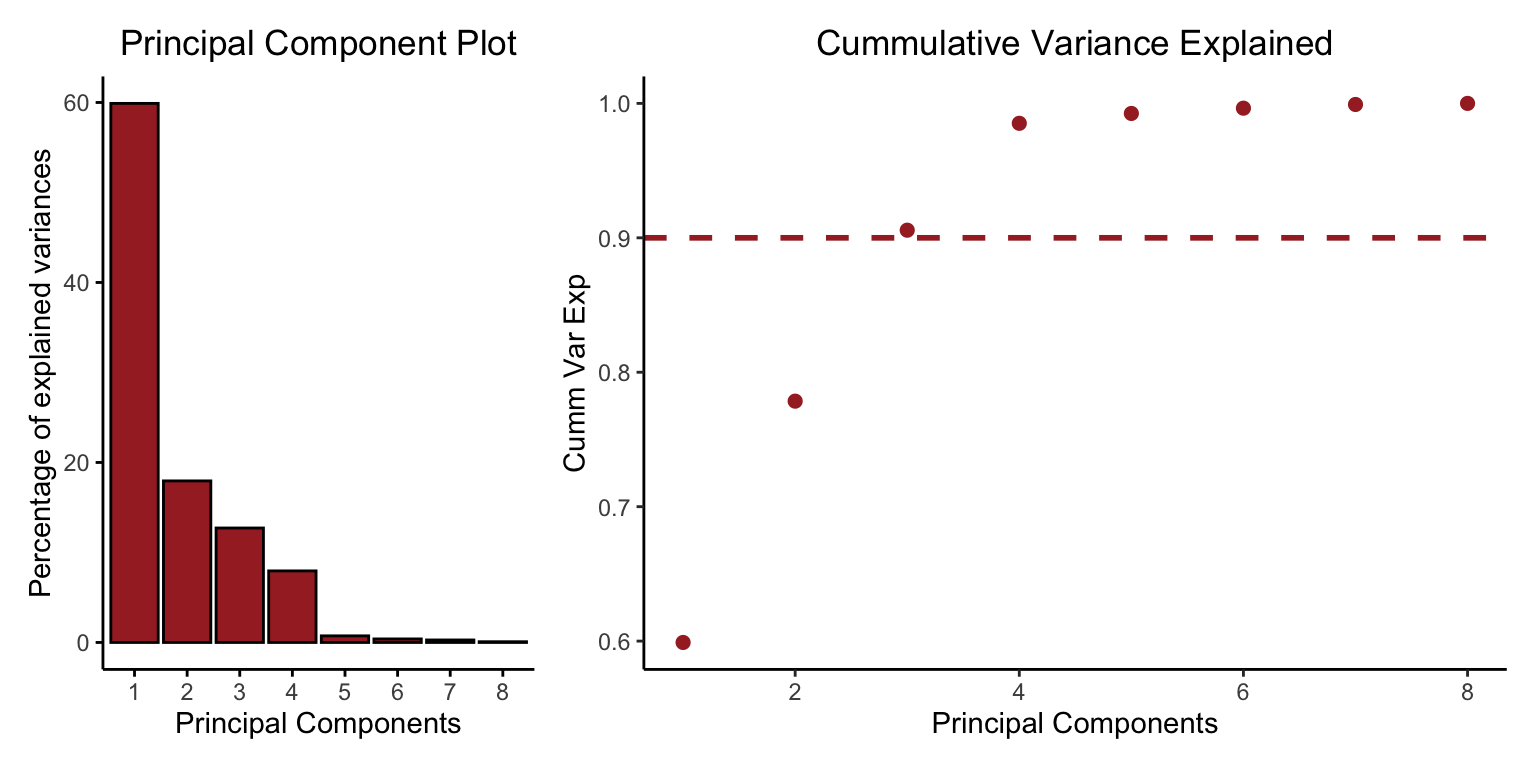 Principal Component Plot
Percentage of explained variances
60
40
20
0
1 2 3 4 5 6 7 8
Principal Components
Cummulative Variance Explained
Cumm Var Exp
1.0
0.9
0.8
0.7
0.6
2 4 6 8
Principal Components